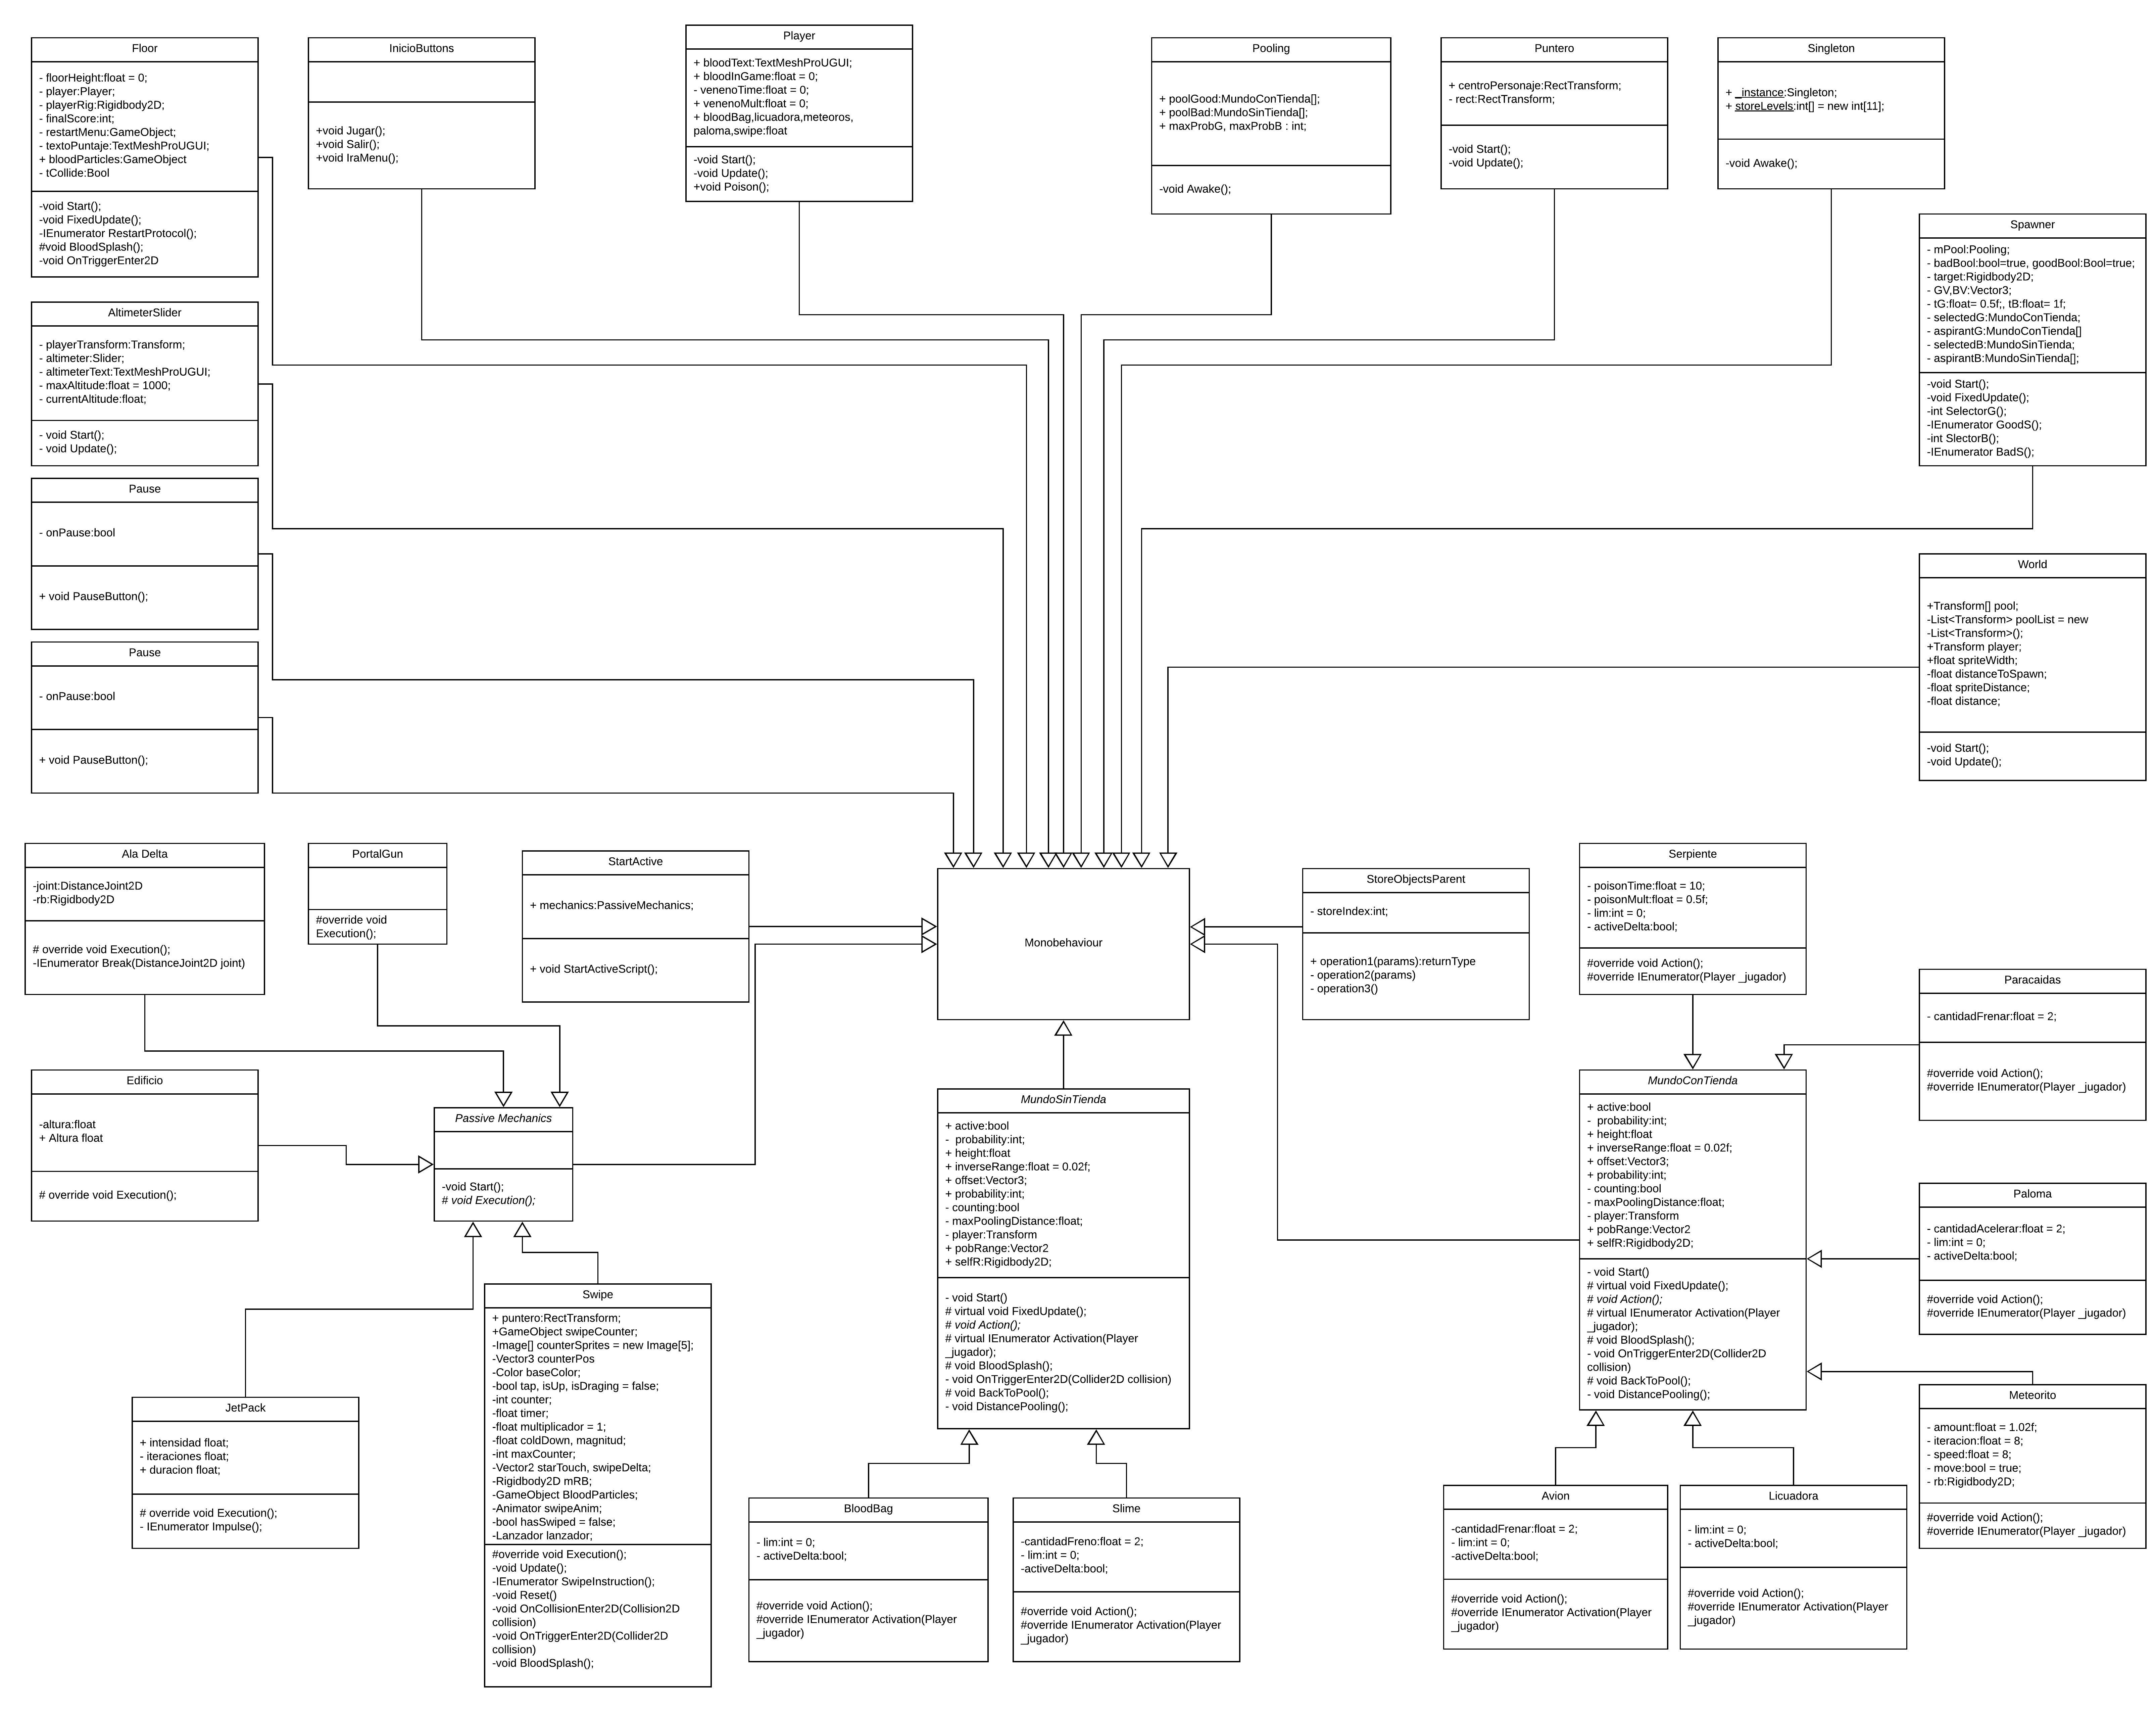 Floor
- floorHeight:float = 0;
- player:Player;
- playerRig:Rigidbody2D;
- finalScore:int;
- restartMenu:GameObject;
- textoPuntaje:TextMeshProUGUI;
+ bloodParticles:GameObject
- tCollide:Bool
-void Start();
-void FixedUpdate();
-IEnumerator RestartProtocol();
#void BloodSplash();
-void OnTriggerEnter2D
InicioButtons
+void Jugar();
+void Salir();
+void IraMenu();
Player
+ bloodText:TextMeshProUGUI;
+ bloodInGame:float = 0;
- venenoTime:float = 0;
+ venenoMult:float = 0;
+ bloodBag,licuadora,meteoros,
paloma,swipe:float
-void Start();
-void Update();
+void Poison();
Pooling
+ poolGood:MundoConTienda[];
+ poolBad:MundoSinTienda[];
+ maxProbG, maxProbB : int;
-void Awake();
Puntero
+ centroPersonaje:RectTransform;
- rect:RectTransform;
-void Start();
-void Update();
Singleton
+ _instance:Singleton;
+ storeLevels:int[] = new int[11];
-void Awake();
Spawner
- mPool:Pooling;
- badBool:bool=true, goodBool:Bool=true;
- target:Rigidbody2D;
- GV,BV:Vector3;
- tG:float= 0.5f;, tB:float= 1f;
- selectedG:MundoConTienda;
- aspirantG:MundoConTienda[]
- selectedB:MundoSinTienda;
- aspirantB:MundoSinTienda[];
-void Start();
-void FixedUpdate();
-int SelectorG();
-IEnumerator GoodS();
-int SlectorB();
-IEnumerator BadS();
AltimeterSlider
- playerTransform:Transform;
- altimeter:Slider;
- altimeterText:TextMeshProUGUI;
- maxAltitude:float = 1000;
- currentAltitude:float;
- void Start();
- void Update();
Pause
- onPause:bool
+ void PauseButton();
Pause
- onPause:bool
+ void PauseButton();
World
+Transform[] pool;
-List<Transform> poolList = new
-List<Transform>();
+Transform player;
+float spriteWidth;
-float distanceToSpawn;
-float spriteDistance;
-float distance;
-void Start();
-void Update();
Ala Delta
-joint:DistanceJoint2D
-rb:Rigidbody2D
# override void Execution();
-IEnumerator Break(DistanceJoint2D joint)
PortalGun
#override void
Execution();
StartActive
+ mechanics:PassiveMechanics;
+ void StartActiveScript();
Monobehaviour
StoreObjectsParent
- storeIndex:int;
+ operation1(params):returnType
- operation2(params)
- operation3()
Serpiente
- poisonTime:float = 10;
- poisonMult:float = 0.5f;
- lim:int = 0;
- activeDelta:bool;
#override void Action();
#override IEnumerator(Player _jugador)
Paracaidas
- cantidadFrenar:float = 2;
#override void Action();
#override IEnumerator(Player _jugador)
Edificio
-altura:float
+ Altura float
# override void Execution();
Passive Mechanics
-void Start();
# void Execution();
MundoSinTienda
+ active:bool
-  probability:int;
+ height:float
+ inverseRange:float = 0.02f;
+ offset:Vector3;
+ probability:int;
- counting:bool
- maxPoolingDistance:float;
- player:Transform
+ pobRange:Vector2
+ selfR:Rigidbody2D;
- void Start()
# virtual void FixedUpdate();
# void Action();
# virtual IEnumerator Activation(Player
_jugador);
# void BloodSplash();
- void OnTriggerEnter2D(Collider2D collision)
# void BackToPool();
- void DistancePooling();
MundoConTienda
+ active:bool
-  probability:int;
+ height:float
+ inverseRange:float = 0.02f;
+ offset:Vector3;
+ probability:int;
- counting:bool
- maxPoolingDistance:float;
- player:Transform
+ pobRange:Vector2
+ selfR:Rigidbody2D;
- void Start()
# virtual void FixedUpdate();
# void Action();
# virtual IEnumerator Activation(Player
_jugador);
# void BloodSplash();
- void OnTriggerEnter2D(Collider2D
collision)
# void BackToPool();
- void DistancePooling();
Paloma
- cantidadAcelerar:float = 2;
- lim:int = 0;
- activeDelta:bool;
#override void Action();
#override IEnumerator(Player _jugador)
Meteorito
- amount:float = 1.02f;
- iteracion:float = 8;
- speed:float = 8;
- move:bool = true;
- rb:Rigidbody2D;
#override void Action();
#override IEnumerator(Player _jugador)
JetPack
+ intensidad float;
- iteraciones float;
+ duracion float;
# override void Execution();
- IEnumerator Impulse();
Swipe
+ puntero:RectTransform;
+GameObject swipeCounter;
-Image[] counterSprites = new Image[5];
-Vector3 counterPos
-Color baseColor;
-bool tap, isUp, isDraging = false;
-int counter;
-float timer;
-float multiplicador = 1;
-float coldDown, magnitud;
-int maxCounter;
-Vector2 starTouch, swipeDelta;
-Rigidbody2D mRB;
-GameObject BloodParticles;
-Animator swipeAnim;
-bool hasSwiped = false;
-Lanzador lanzador;
#override void Execution();
-void Update();
-IEnumerator SwipeInstruction();
-void Reset()
-void OnCollisionEnter2D(Collision2D
collision)
-void OnTriggerEnter2D(Collider2D
collision)
-void BloodSplash();
BloodBag
- lim:int = 0;
- activeDelta:bool;
#override void Action();
#override IEnumerator Activation(Player
_jugador)
Slime
-cantidadFreno:float = 2;
- lim:int = 0;
-activeDelta:bool;
#override void Action();
#override IEnumerator Activation(Player
_jugador)
Avion
-cantidadFrenar:float = 2;
- lim:int = 0;
-activeDelta:bool;
#override void Action();
#override IEnumerator Activation(Player
_jugador)
Licuadora
- lim:int = 0;
- activeDelta:bool;
#override void Action();
#override IEnumerator Activation(Player
_jugador)